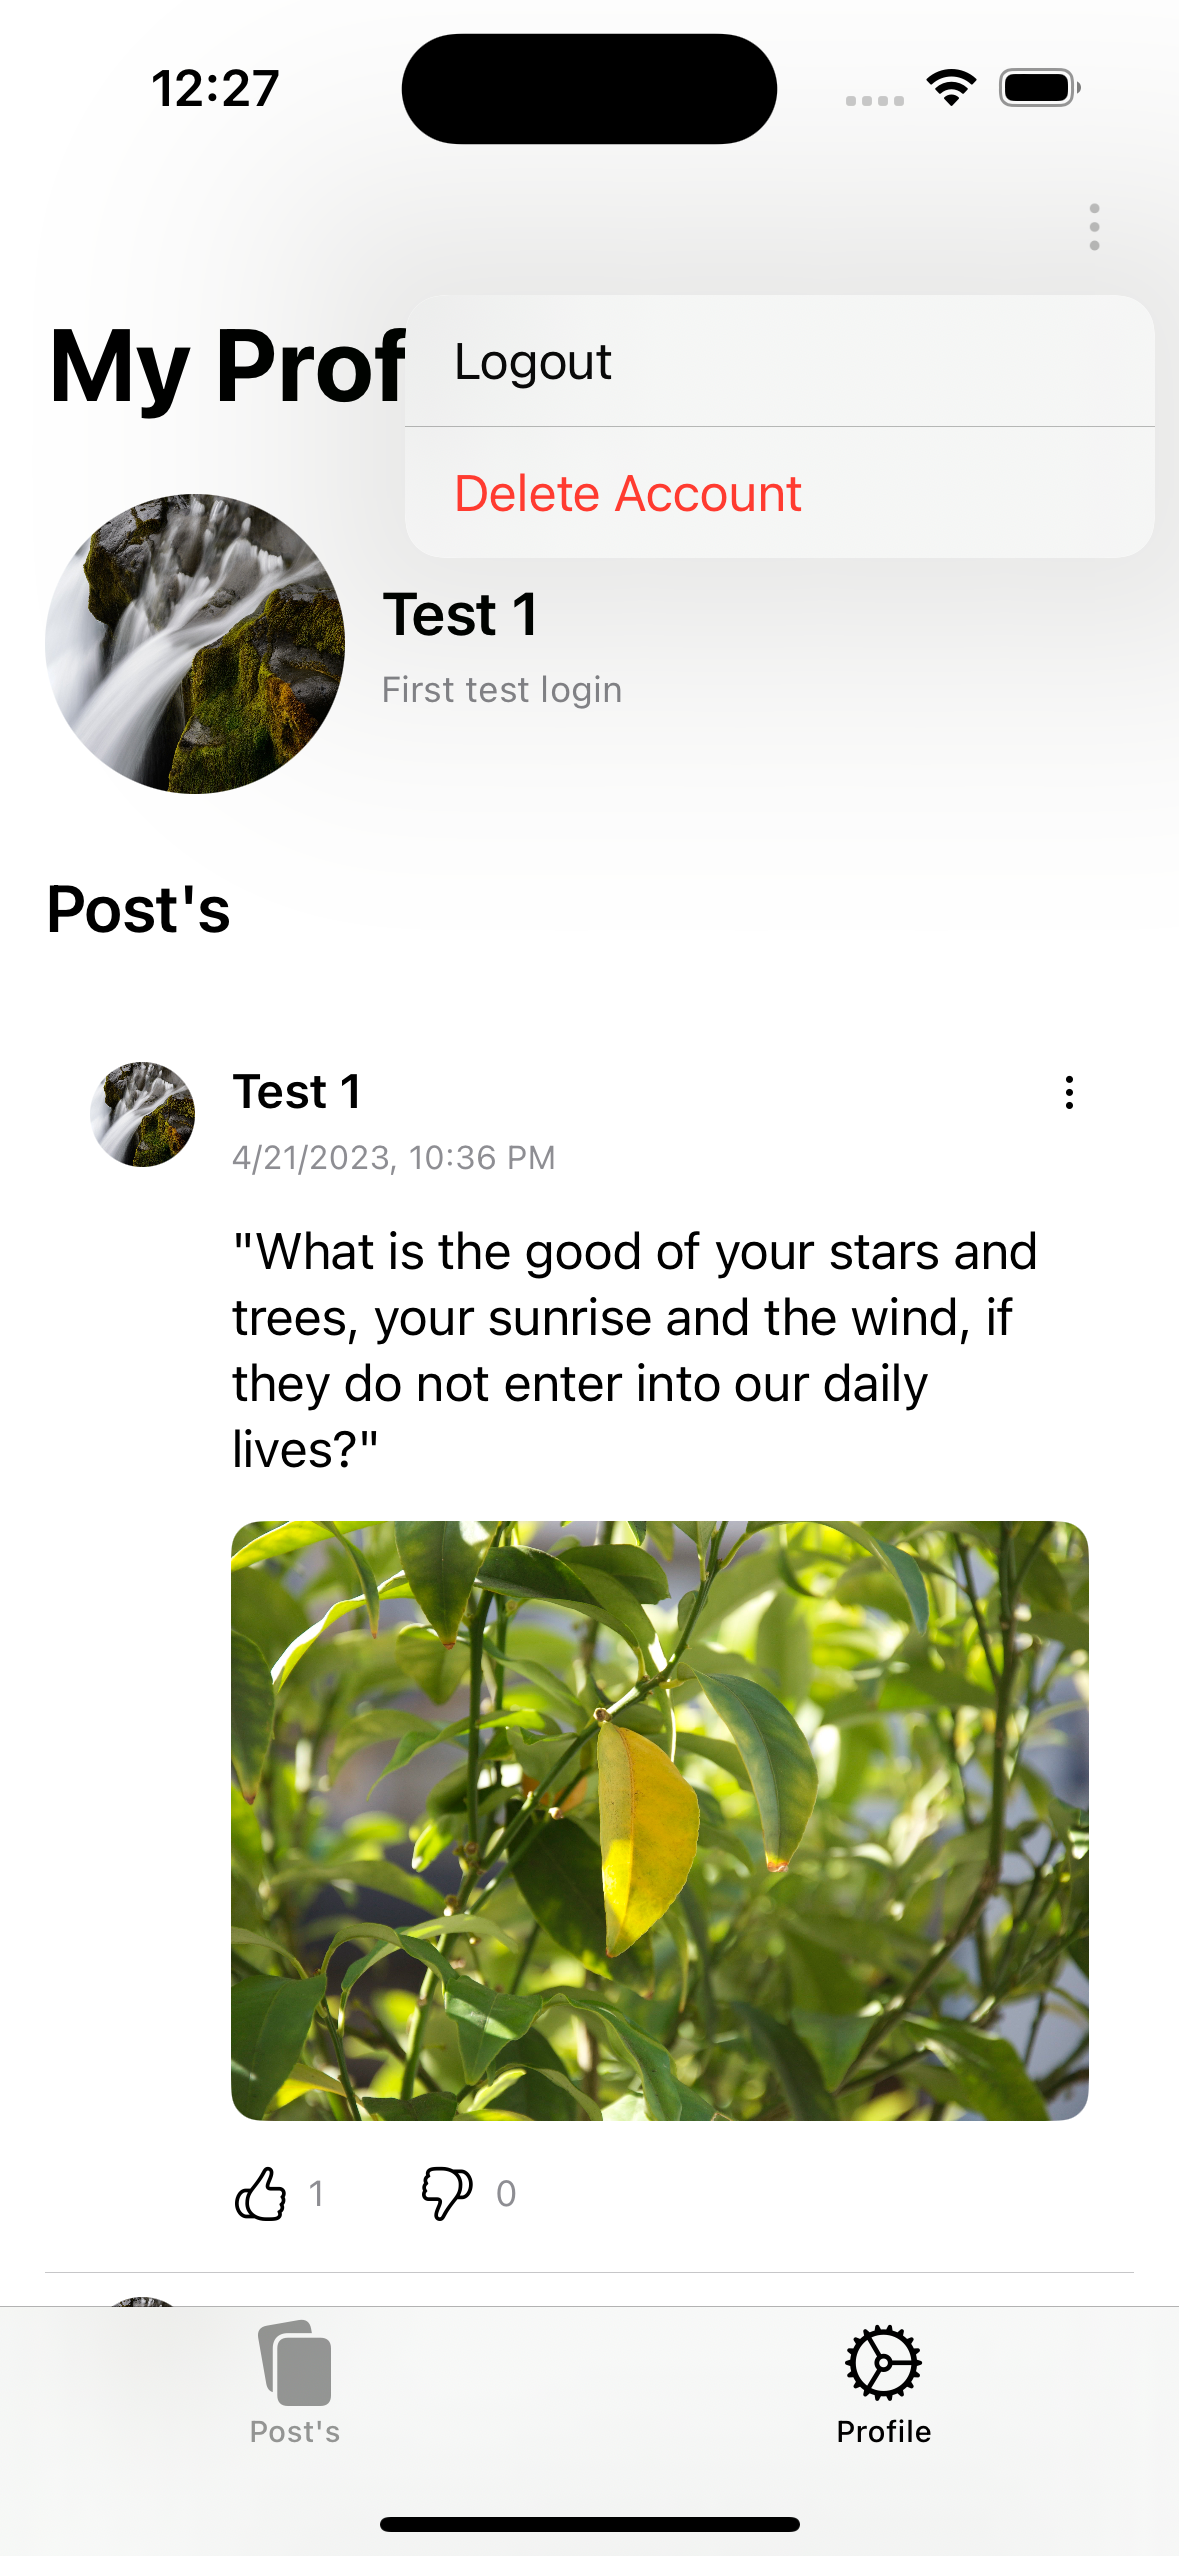 12:27
My Prof
Logout
Delete Account
Test 1
First test login
Post's
Test 1
4/21/2023, 10:36 PM
"What is the good of your stars and
trees, your sunrise and the wind, if
they do not enter into our daily
lives?"
1
0
Post's
Profile